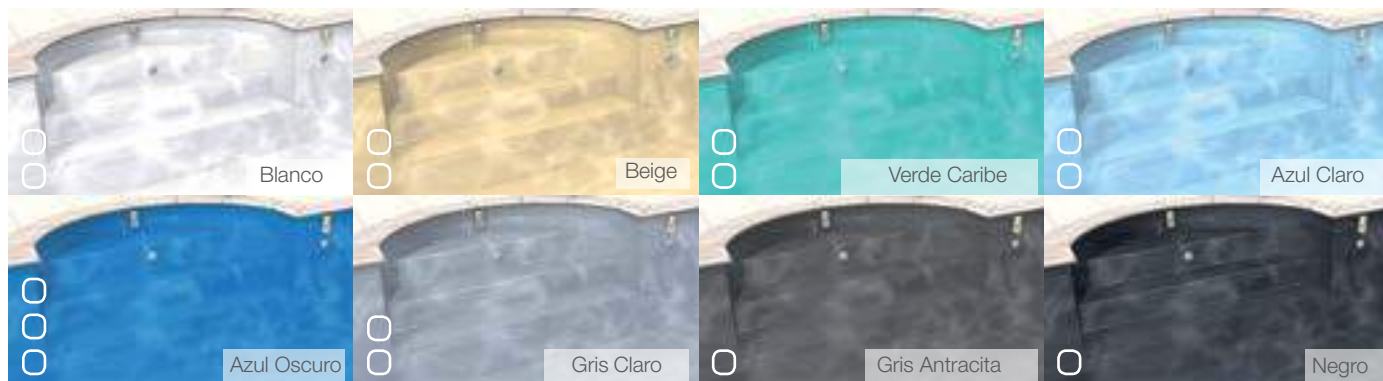 Blanco
Beige
Verde Caribe
Azul Claro
Azul Oscuro
Gris Claro
Gris Antracita
Negro